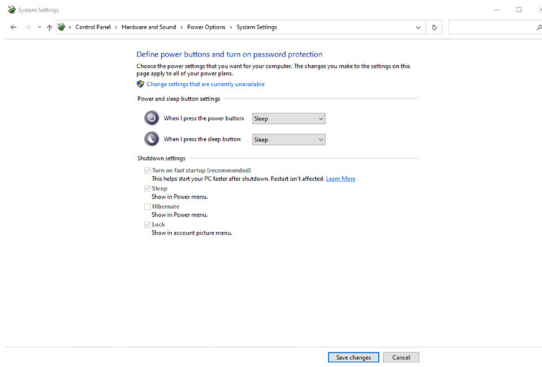 System Settings
Control Panel > Hardware and Sound > Power Options > System Settings
Define power buttons and turn on password protection
Choose the power settings that you want for your computer. The changes you make to the settings on this
page apply to all of your power plans.
Change settings that are currently unavailable
Power and sleep button settings
When I press the power button: Sleep
When I press the sleep button: Sleep
Shutdown settings
Turn on fast startup (recommended)
This helps start your PC faster after shutdown. Restart isn't affected. Learn More
Sleep
Show in Power menu.
Hibernate
Show in Power menu.
Lock
Show in account picture menu.
Save changes Cancel